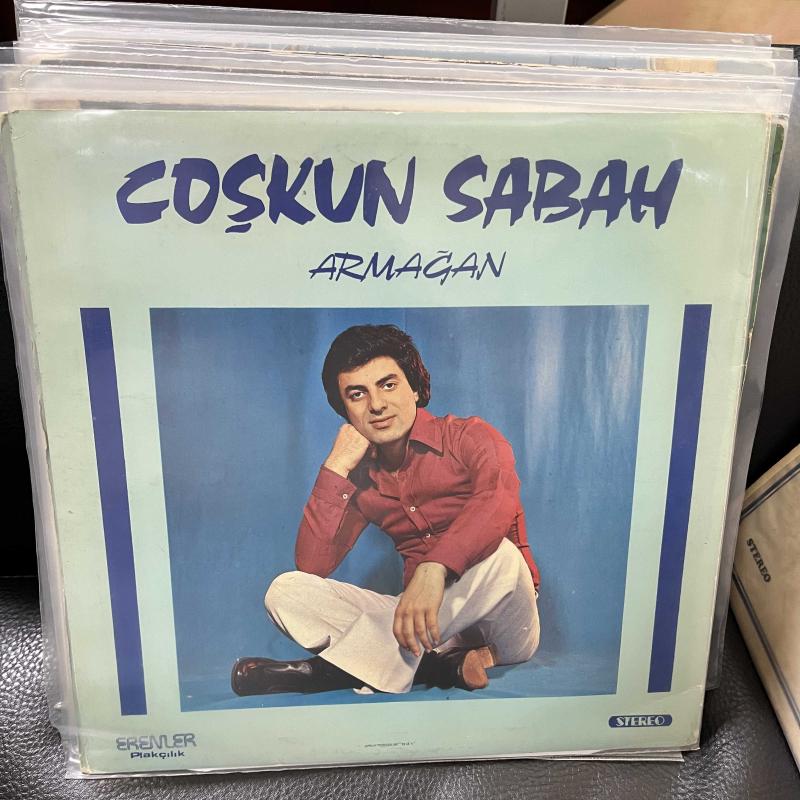 COŞKUN SABAH
ARMAĞAN
ERENLER
Plakçılık
STEREO
STEREO